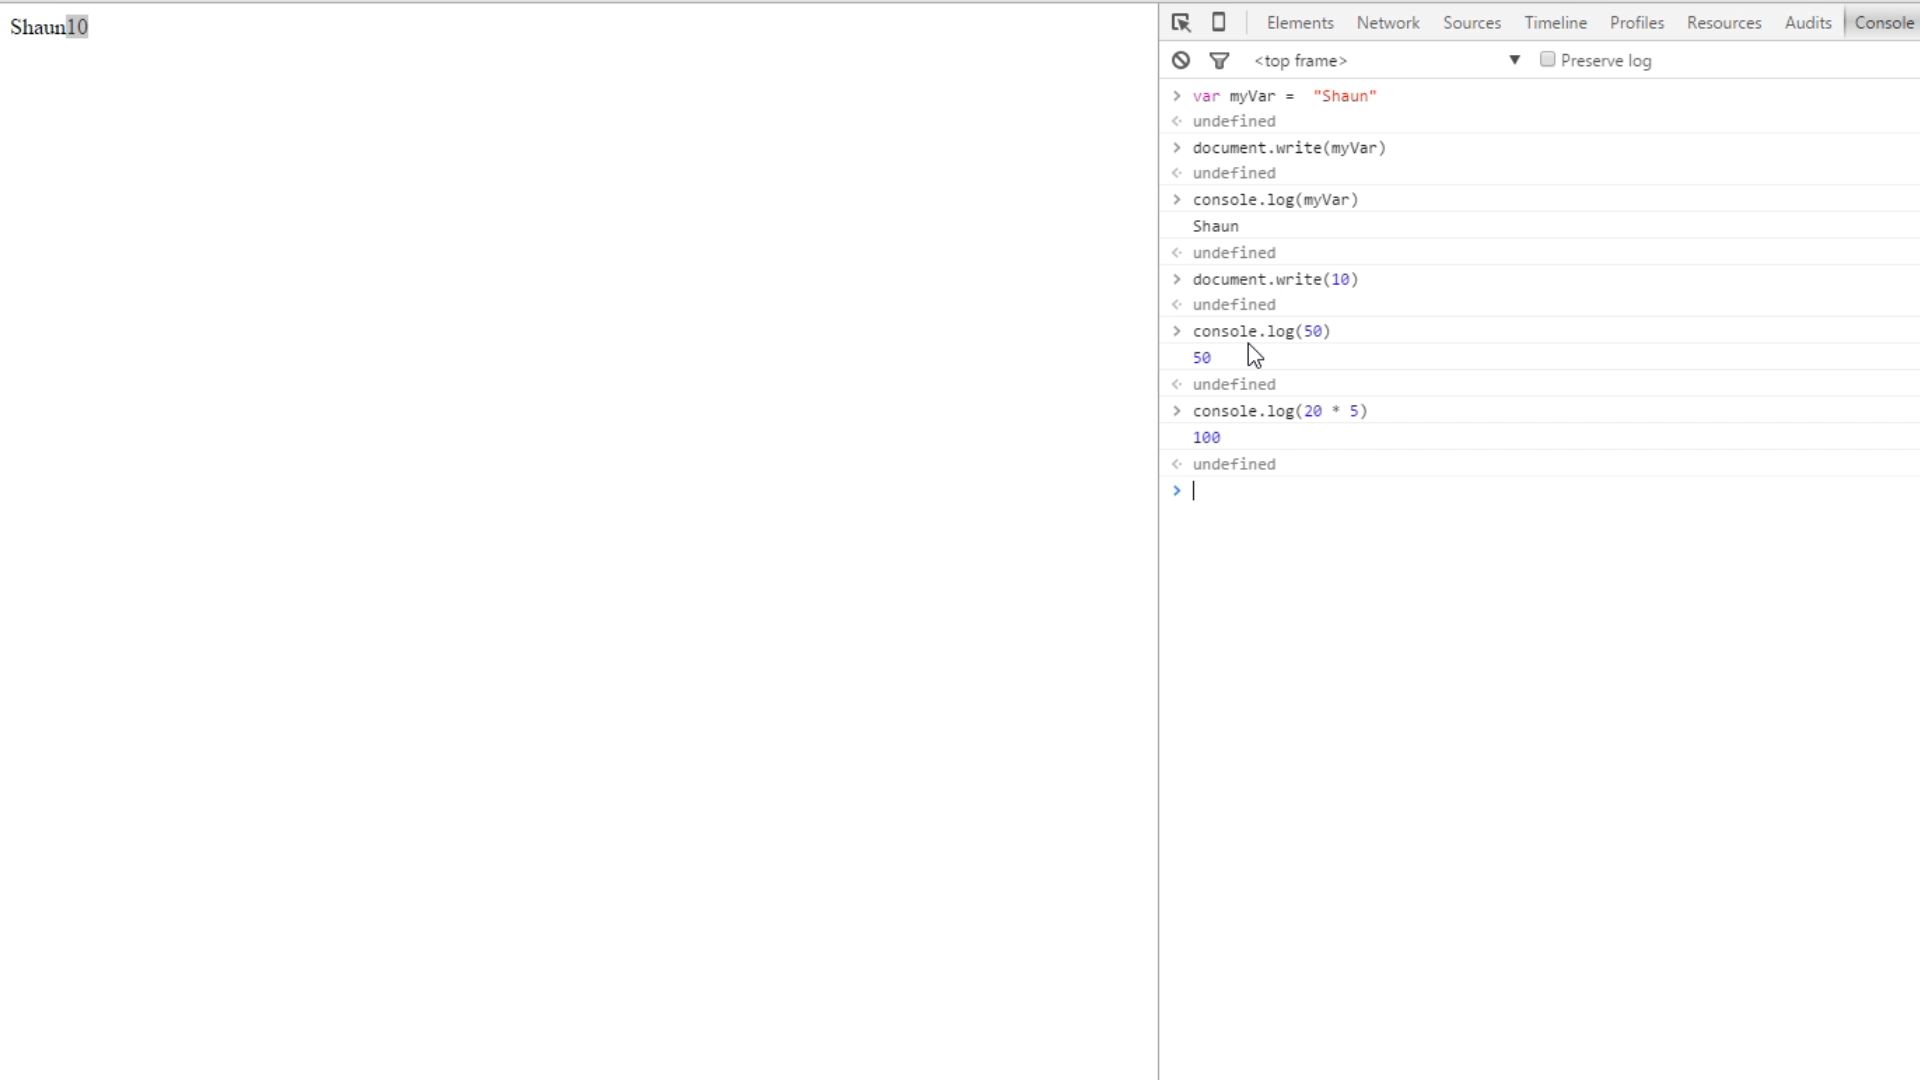 Shaun10
Elements Network Sources Timeline Profiles Resources Audits Console
<top frame> ▼ Preserve log
> var myVar =  "Shaun"
<· undefined
> document.write(myVar)
<· undefined
> console.log(myVar)
Shaun
<· undefined
> document.write(10)
<· undefined
> console.log(50)
50
<· undefined
> console.log(20 * 5)
100
<· undefined
>